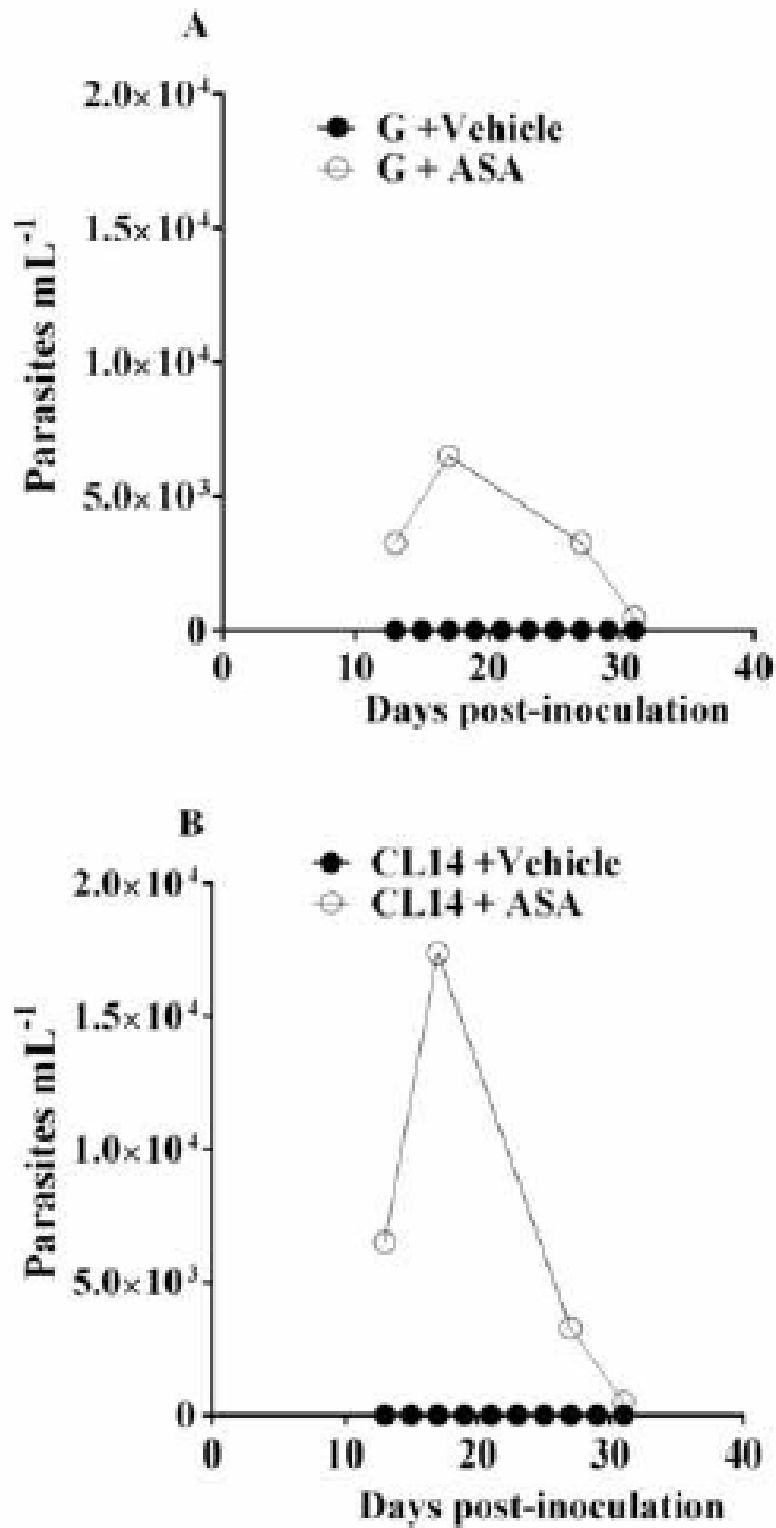 A
2.0×10⁴
G +Vehicle
G + ASA
1.5×10⁴
1.0×10⁴
5.0×10³
0
Parasites mL⁻¹
0 10 20 30 40
Days post-inoculation
B
CL14 +Vehicle
2.0×10⁴
CL14 + ASA
1.5×10⁴
1.0×10⁴
5.0×10³
0
Parasites mL⁻¹
0 10 20 30 40
Days post-inoculation